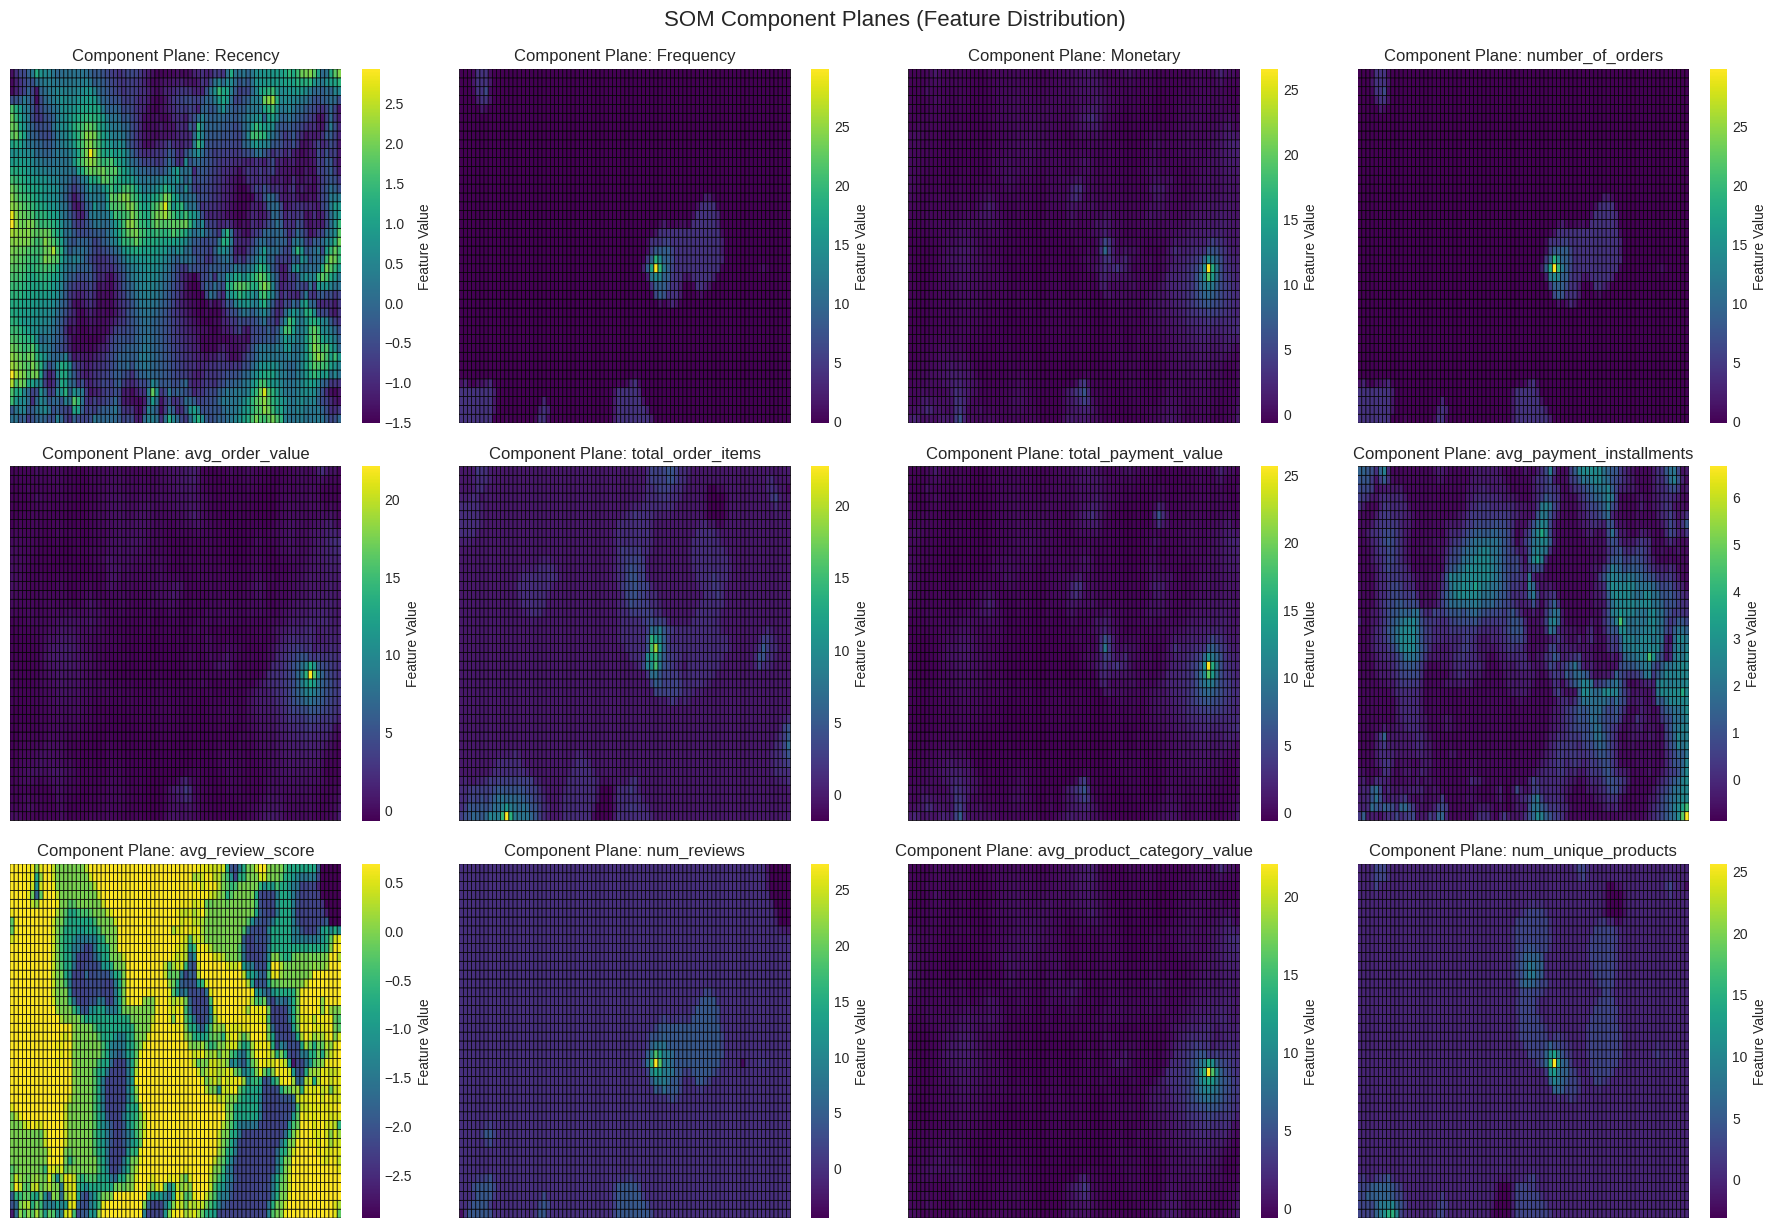 SOM Component Planes (Feature Distribution)
Component Plane: Recency
2.5
2.0
1.5
1.0
0.5
0.0
−0.5
−1.0
−1.5
Feature Value
Component Plane: Frequency
25
20
15
10
5
0
Feature Value
Component Plane: Monetary
25
20
15
10
5
0
Feature Value
Component Plane: number_of_orders
25
20
15
10
5
0
Feature Value
Component Plane: avg_order_value
20
15
10
5
0
Feature Value
Component Plane: total_order_items
20
15
10
5
0
Feature Value
Component Plane: total_payment_value
25
20
15
10
5
0
Feature Value
Component Plane: avg_payment_installments
6
5
4
3
2
1
0
Feature Value
Component Plane: avg_review_score
0.5
0.0
−0.5
−1.0
−1.5
−2.0
−2.5
Feature Value
Component Plane: num_reviews
25
20
15
10
5
0
Feature Value
Component Plane: avg_product_category_value
20
15
10
5
0
Feature Value
Component Plane: num_unique_products
25
20
15
10
5
0
Feature Value